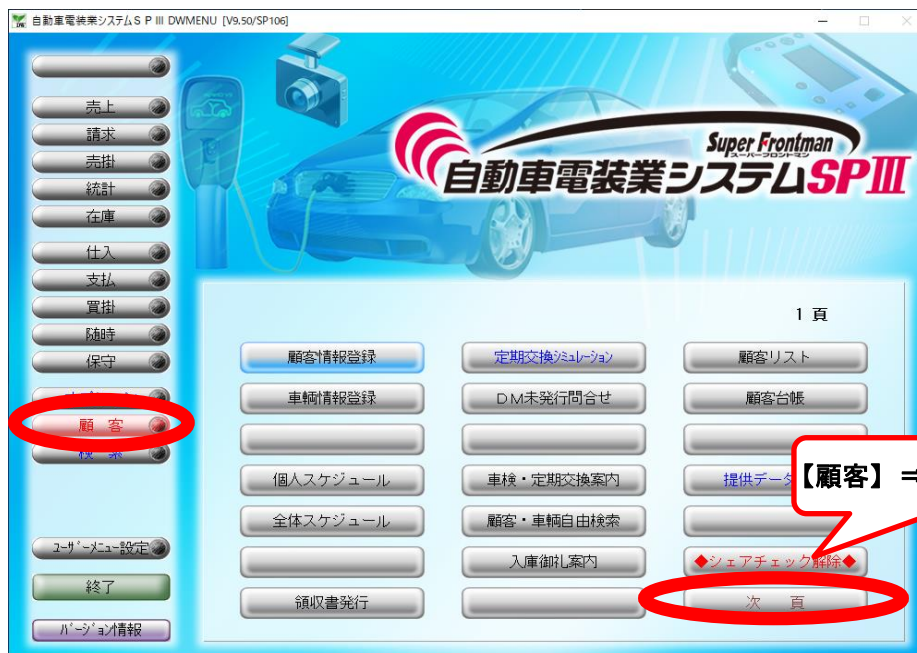 自動車電装業システムＳＰⅢ DWMENU [V9.50/SP106]
売上
請求
売掛
統計
在庫
仕入
支払
買掛
随時
保守
顧 客
検 索
ﾕｰｻﾞｰﾒﾆｭｰ設定
終了
ﾊﾞｰｼﾞｮﾝ情報
Super Frontman
スーパーフロントマン
自動車電装業システムSPⅢ
1 頁
顧客情報登録
定期交換ｼﾐｭﾚｰｼｮﾝ
顧客リスト
車輌情報登録
ＤＭ未発行問合せ
顧客台帳
個人スケジュール
車検・定期交換案内
提供データ
【顧客】⇒
全体スケジュール
顧客・車輌自由検索
入庫御礼案内
◆シェアチェック解除◆
領収書発行
次 頁